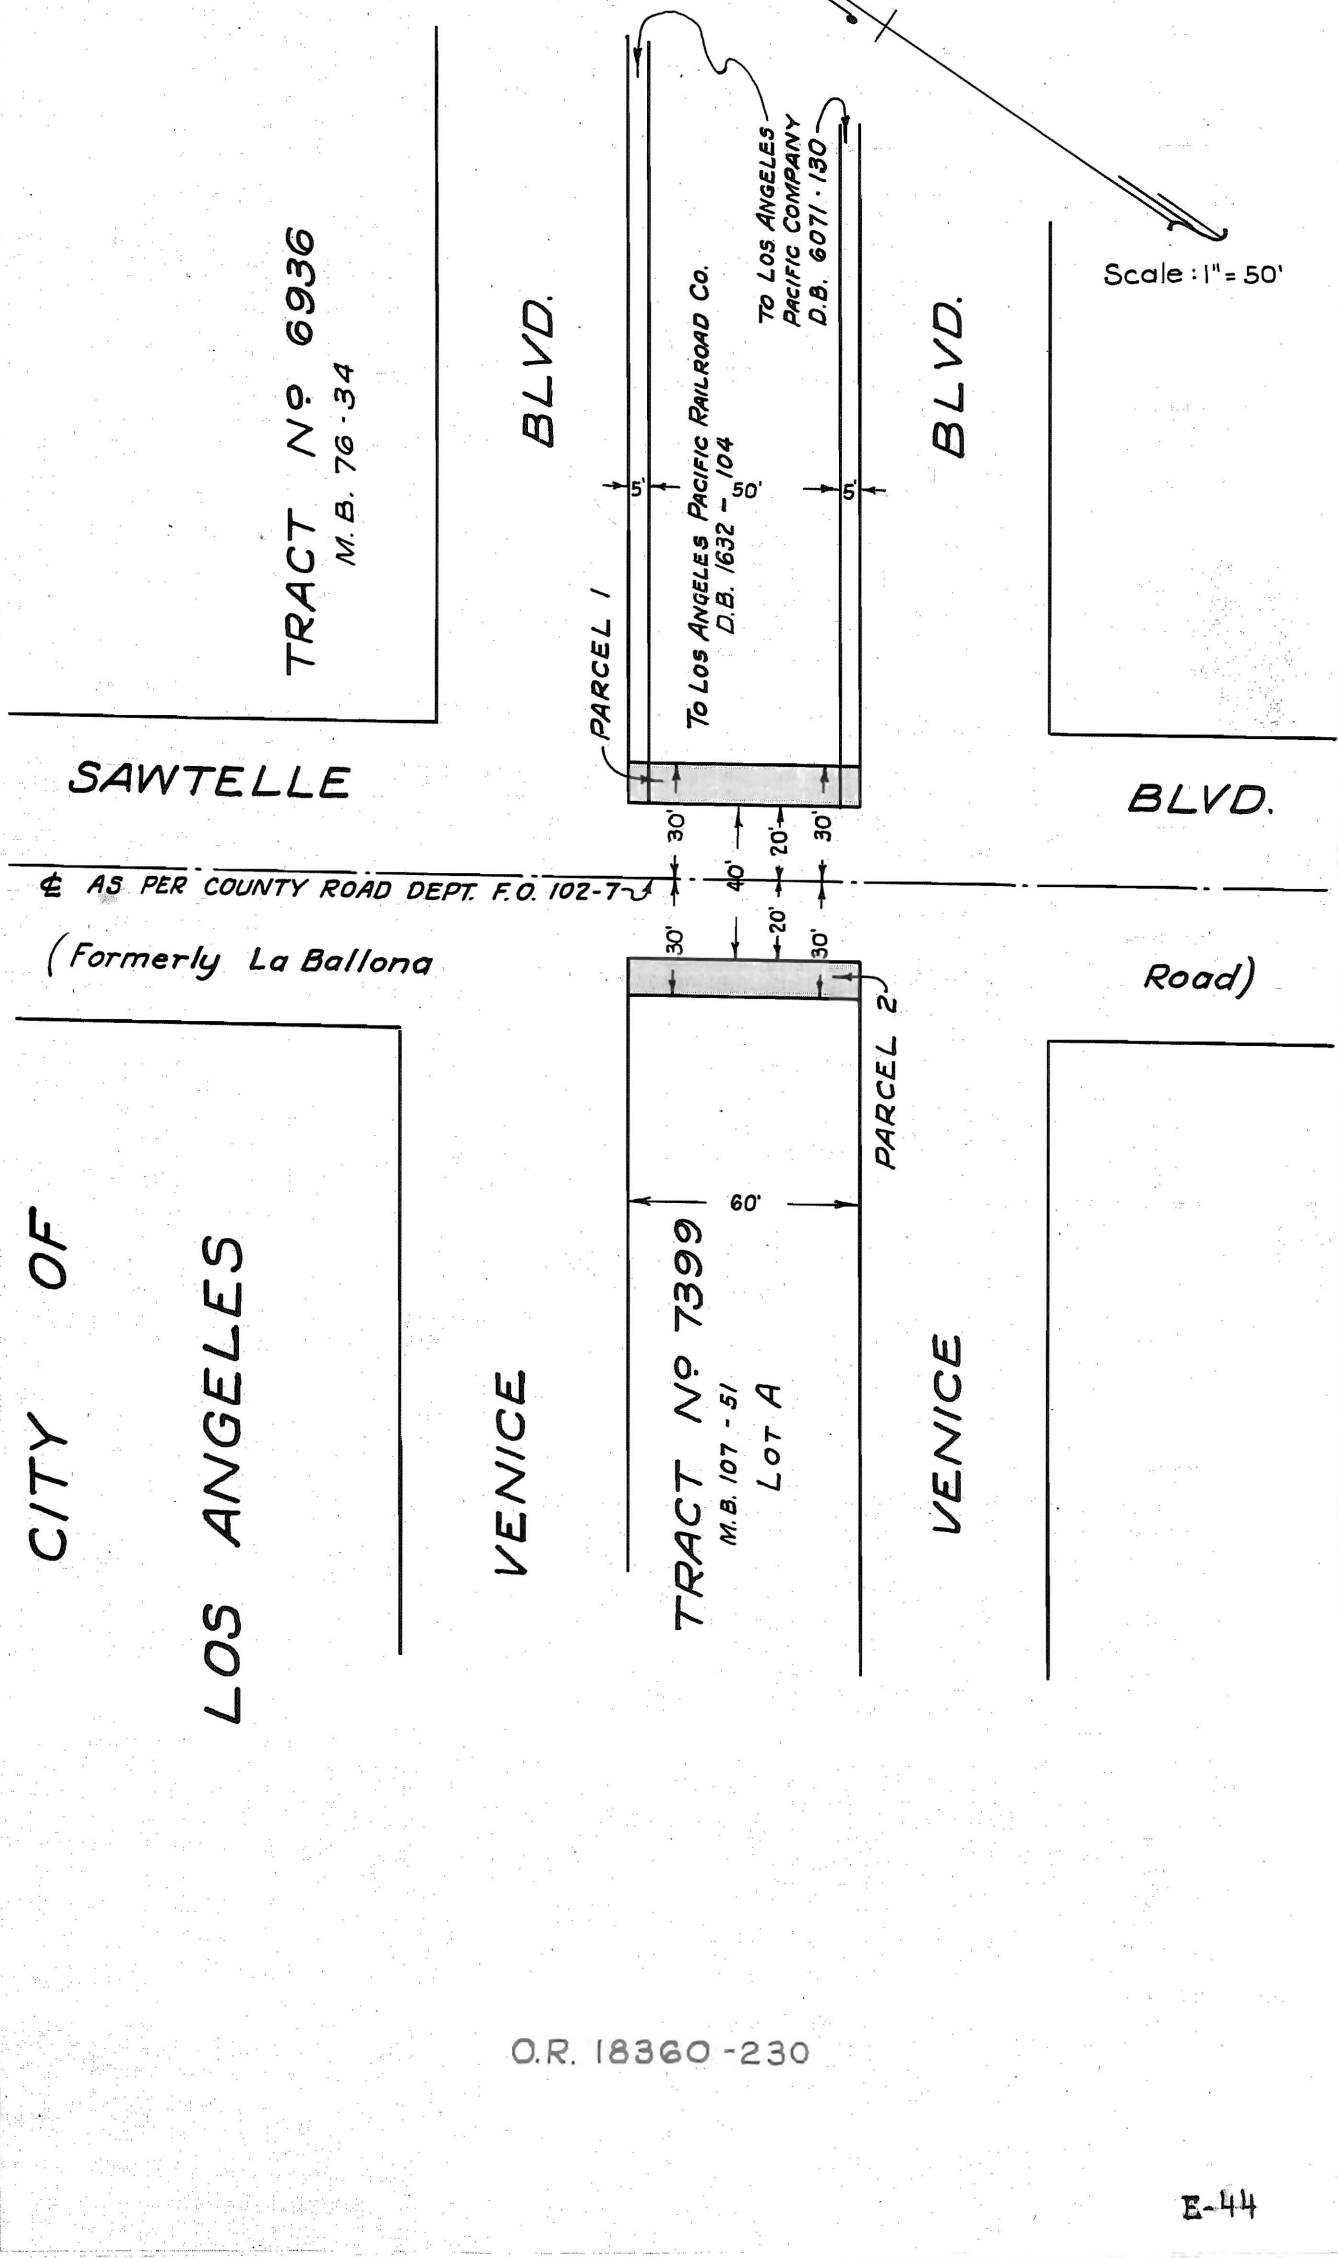 TRACT Nº 6936
M.B. 76-34
BLVD.
To Los Angeles Pacific Railroad Co.
D.B. 1632 - 104
To Los Angeles
Pacific Company
D.B. 6071-130
BLVD.
Scale: 1" = 50'
5'
50'
5'
PARCEL 1
SAWTELLE
BLVD.
30'
40'
20'
30'
℄ AS PER COUNTY ROAD DEPT. F.O. 102-7
30'
20'
30'
(Formerly La Ballona
Road)
PARCEL 2
60'
CITY OF
LOS ANGELES
VENICE
TRACT Nº 7399
M.B. 107 - 51
LOT A
VENICE
O.R. 18360-230
E-44